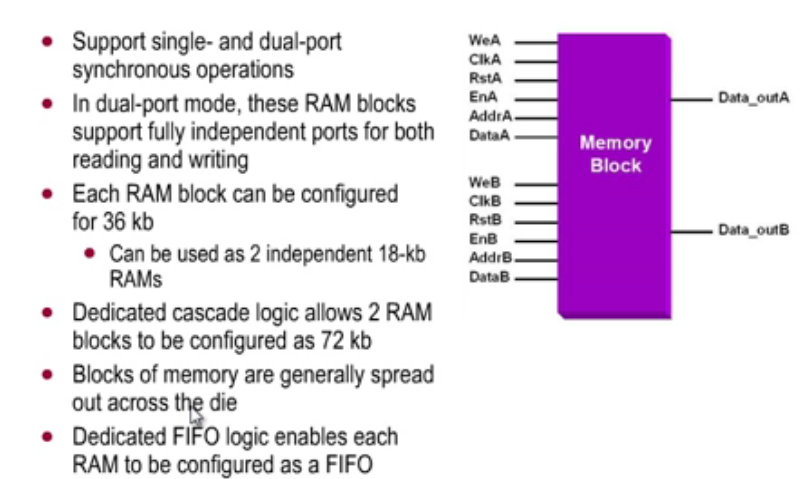 • Support single- and dual-port
synchronous operations
• In dual-port mode, these RAM blocks
support fully independent ports for both
reading and writing
• Each RAM block can be configured
for 36 kb
• Can be used as 2 independent 18-kb
RAMs
• Dedicated cascade logic allows 2 RAM
blocks to be configured as 72 kb
• Blocks of memory are generally spread
out across the die
• Dedicated FIFO logic enables each
RAM to be configured as a FIFO
WeA
ClkA
RstA
EnA
AddrA
DataA
WeB
ClkB
RstB
EnB
AddrB
DataB
Memory
Block
Data_outA
Data_outB